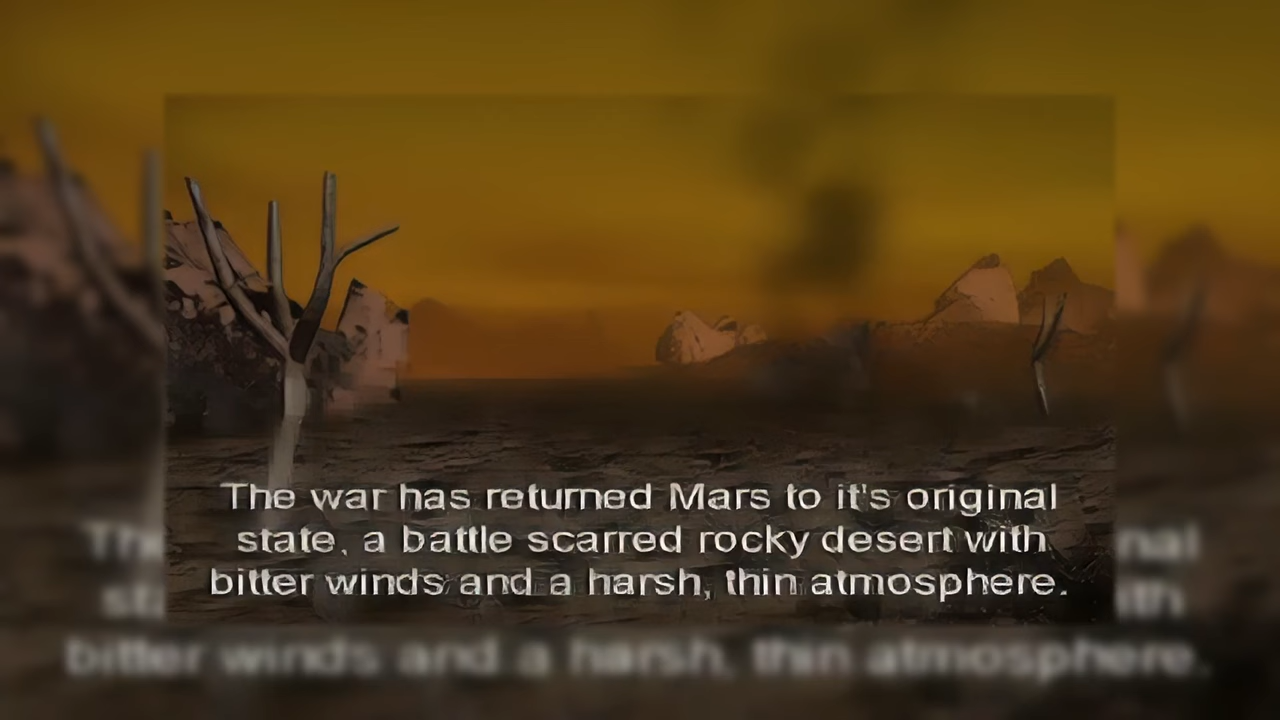 The war has returned Mars to it's original
state, a battle scarred rocky desert with
bitter winds and a harsh, thin atmosphere.